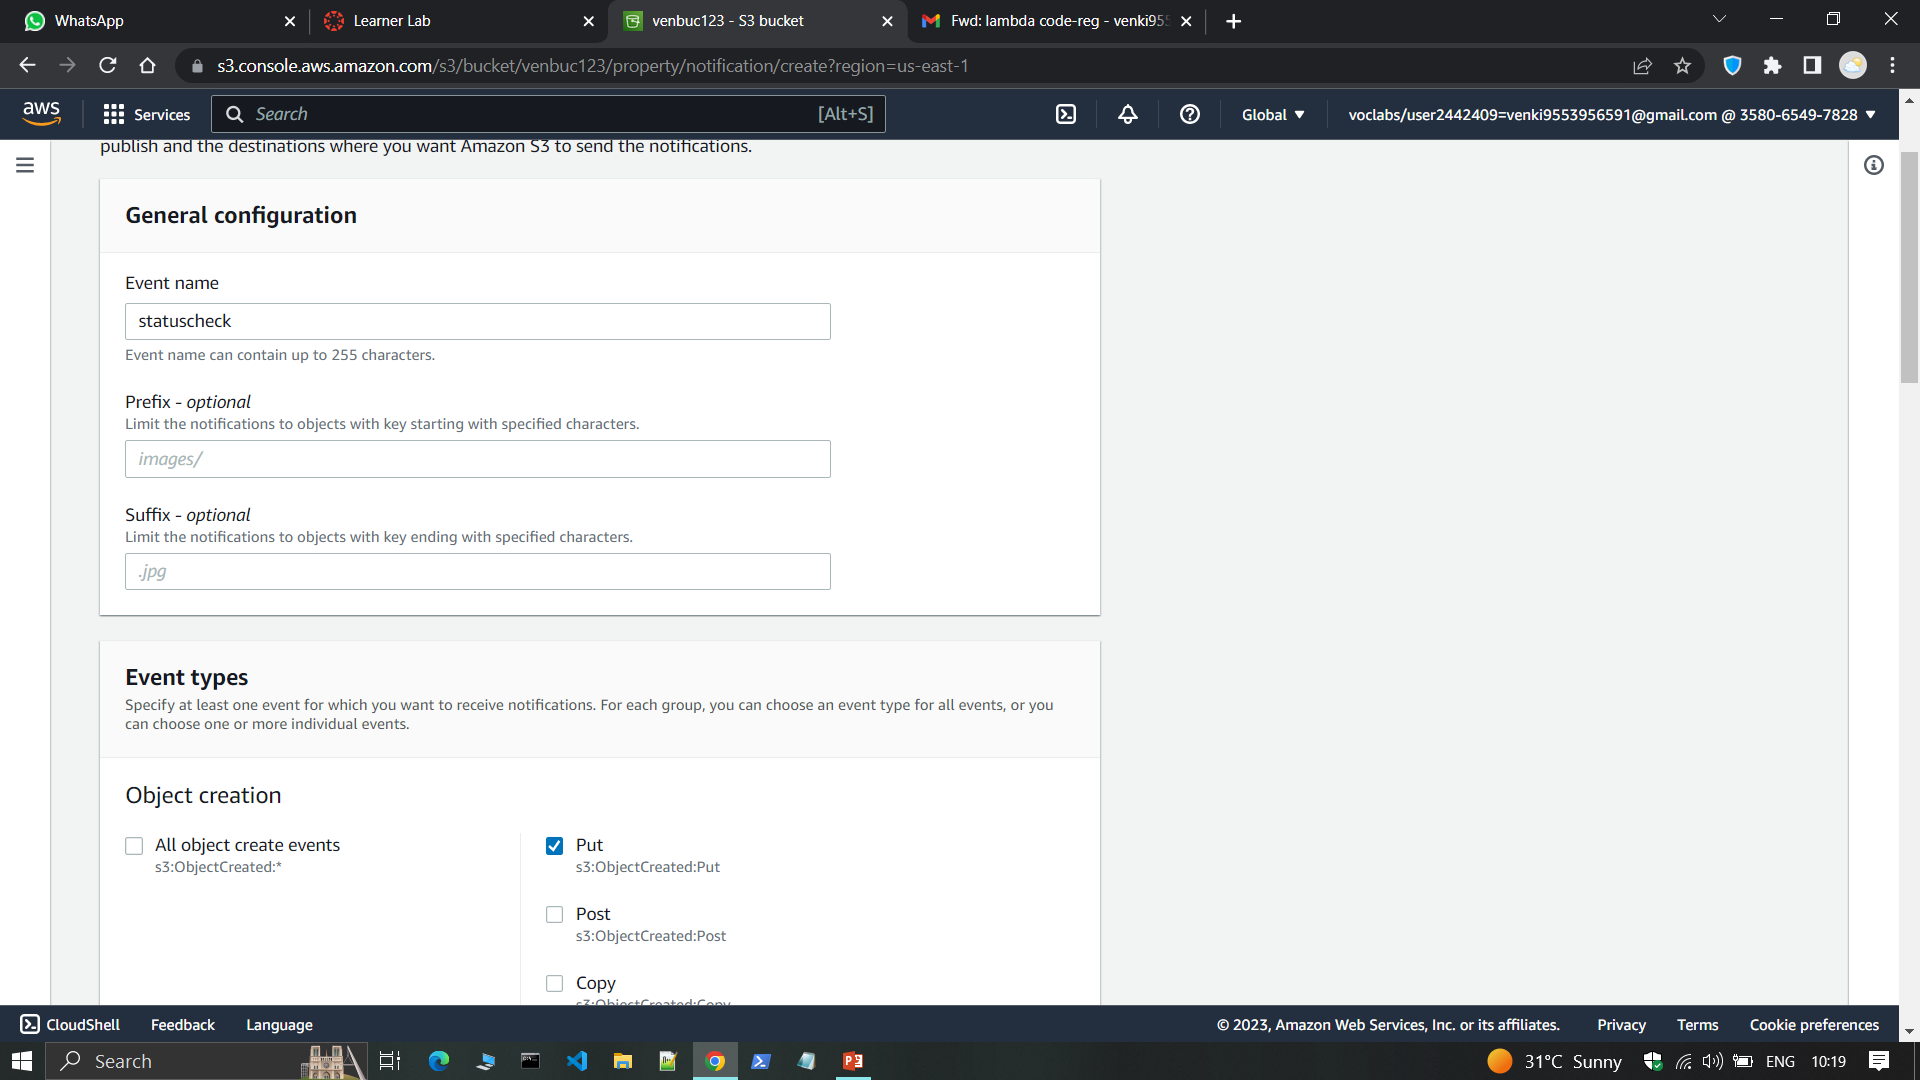 WhatsApp
Learner Lab
venbuc123 - S3 bucket
Fwd: lambda code-reg - venki955
s3.console.aws.amazon.com/s3/bucket/venbuc123/property/notification/create?region=us-east-1
aws
Services
Search
[Alt+S]
Global
voclabs/user2442409=venki9553956591@gmail.com @ 3580-6549-7828
publish and the destinations where you want Amazon S3 to send the notifications.
General configuration
Event name
statuscheck
Event name can contain up to 255 characters.
Prefix - optional
Limit the notifications to objects with key starting with specified characters.
images/
Suffix - optional
Limit the notifications to objects with key ending with specified characters.
.jpg
Event types
Specify at least one event for which you want to receive notifications. For each group, you can choose an event type for all events, or you
can choose one or more individual events.
Object creation
All object create events
s3:ObjectCreated:*
Put
s3:ObjectCreated:Put
Post
s3:ObjectCreated:Post
Copy
s3:ObjectCreated:Copy
CloudShell
Feedback
Language
© 2023, Amazon Web Services, Inc. or its affiliates.
Privacy
Terms
Cookie preferences
Search
31°C Sunny
ENG
10:19